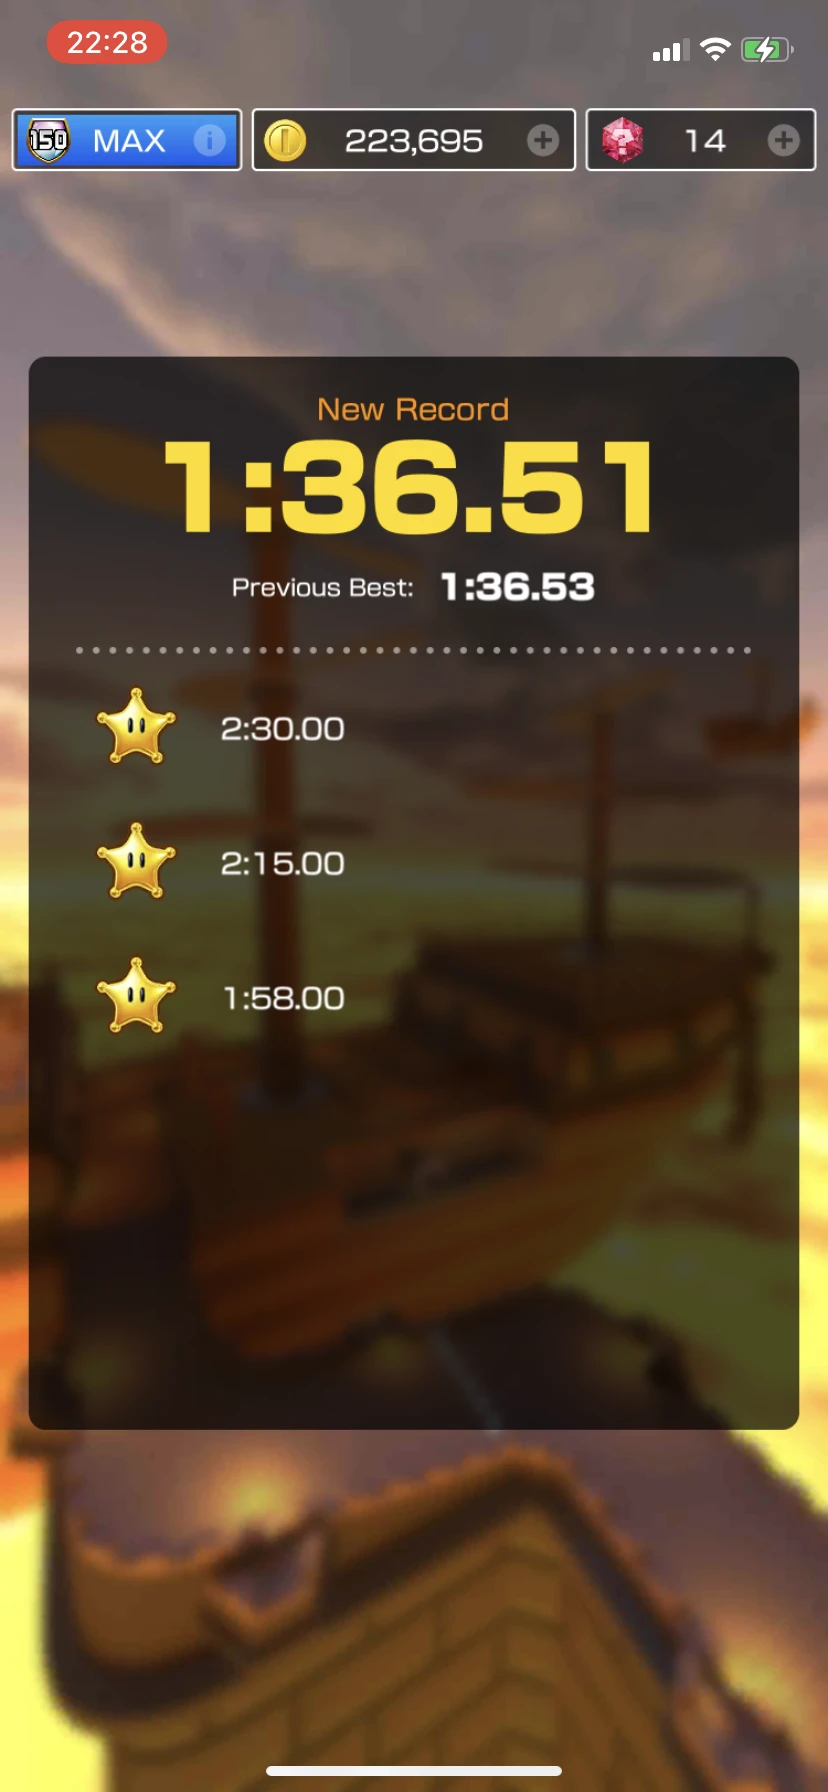 22:28
150 MAX i 223,695 + 14 +
New Record
1:36.51
Previous Best: 1:36.53
2:30.00
2:15.00
1:58.00